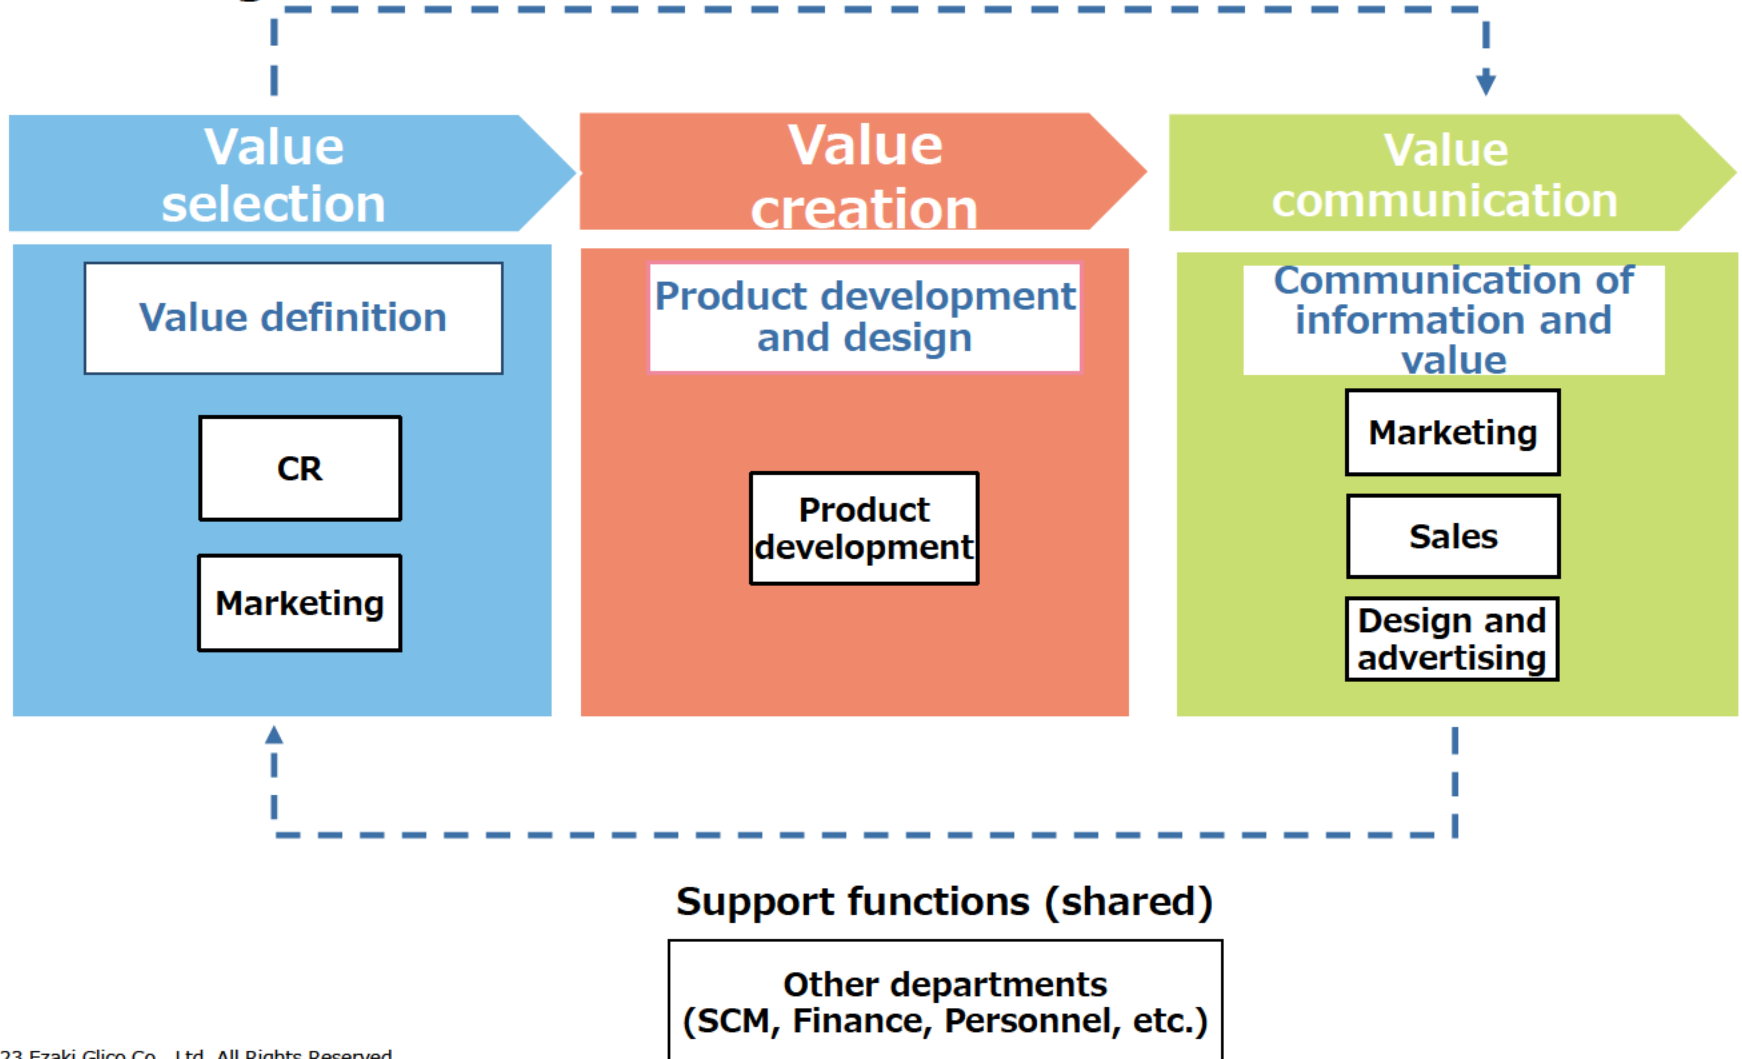 Value
selection
Value
creation
Value
communication
Value definition
CR
Marketing
Product development
and design
Product
development
Communication of
information and
value
Marketing
Sales
Design and
advertising
Support functions (shared)
Other departments
(SCM, Finance, Personnel, etc.)
23 Ezaki Glico Co., Ltd. All Rights Reserved